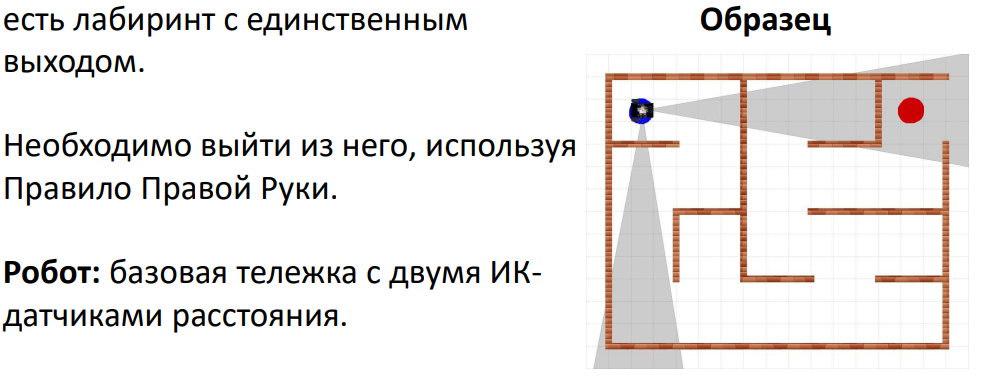 есть лабиринт с единственным
выходом.
Образец
Необходимо выйти из него, используя
Правило Правой Руки.
Робот: базовая тележка с двумя ИК-
датчиками расстояния.